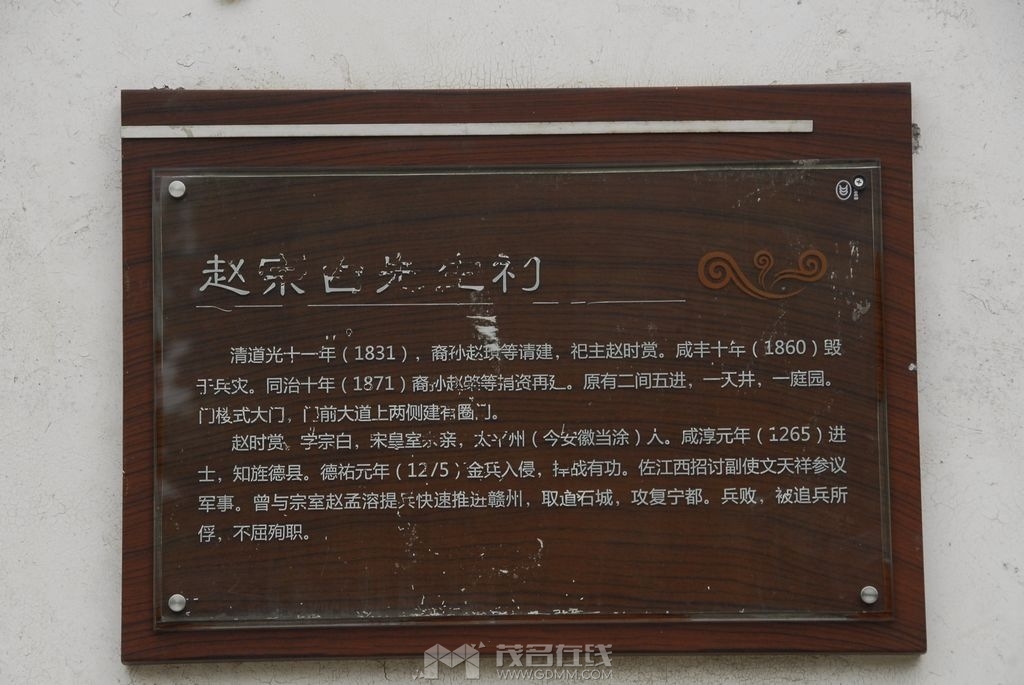 赵宗白先生祠
清道光十一年（1831），裔孙赵等请建，祀主赵时赏。咸丰十年（1860）毁
于兵灾。同治十年（1871）裔孙赵等捐资再建。原有二间五进，一天井，一庭园。
门楼式大门，门前大道上两侧建有圈门。
赵时赏，字宗白，宋皇室宗亲，太平州（今安徽当涂）人。咸淳元年（1265）进
士，知旌德县。德祐元年（1275）金兵入侵，抗战有功。佐江西招讨副使文天祥参议
军事。曾与宗室赵孟溶提兵快速推进赣州，取道石城，攻复宁都。兵败，被追兵所
俘，不屈殉职。
茂名在线
WWW.GDMM.COM